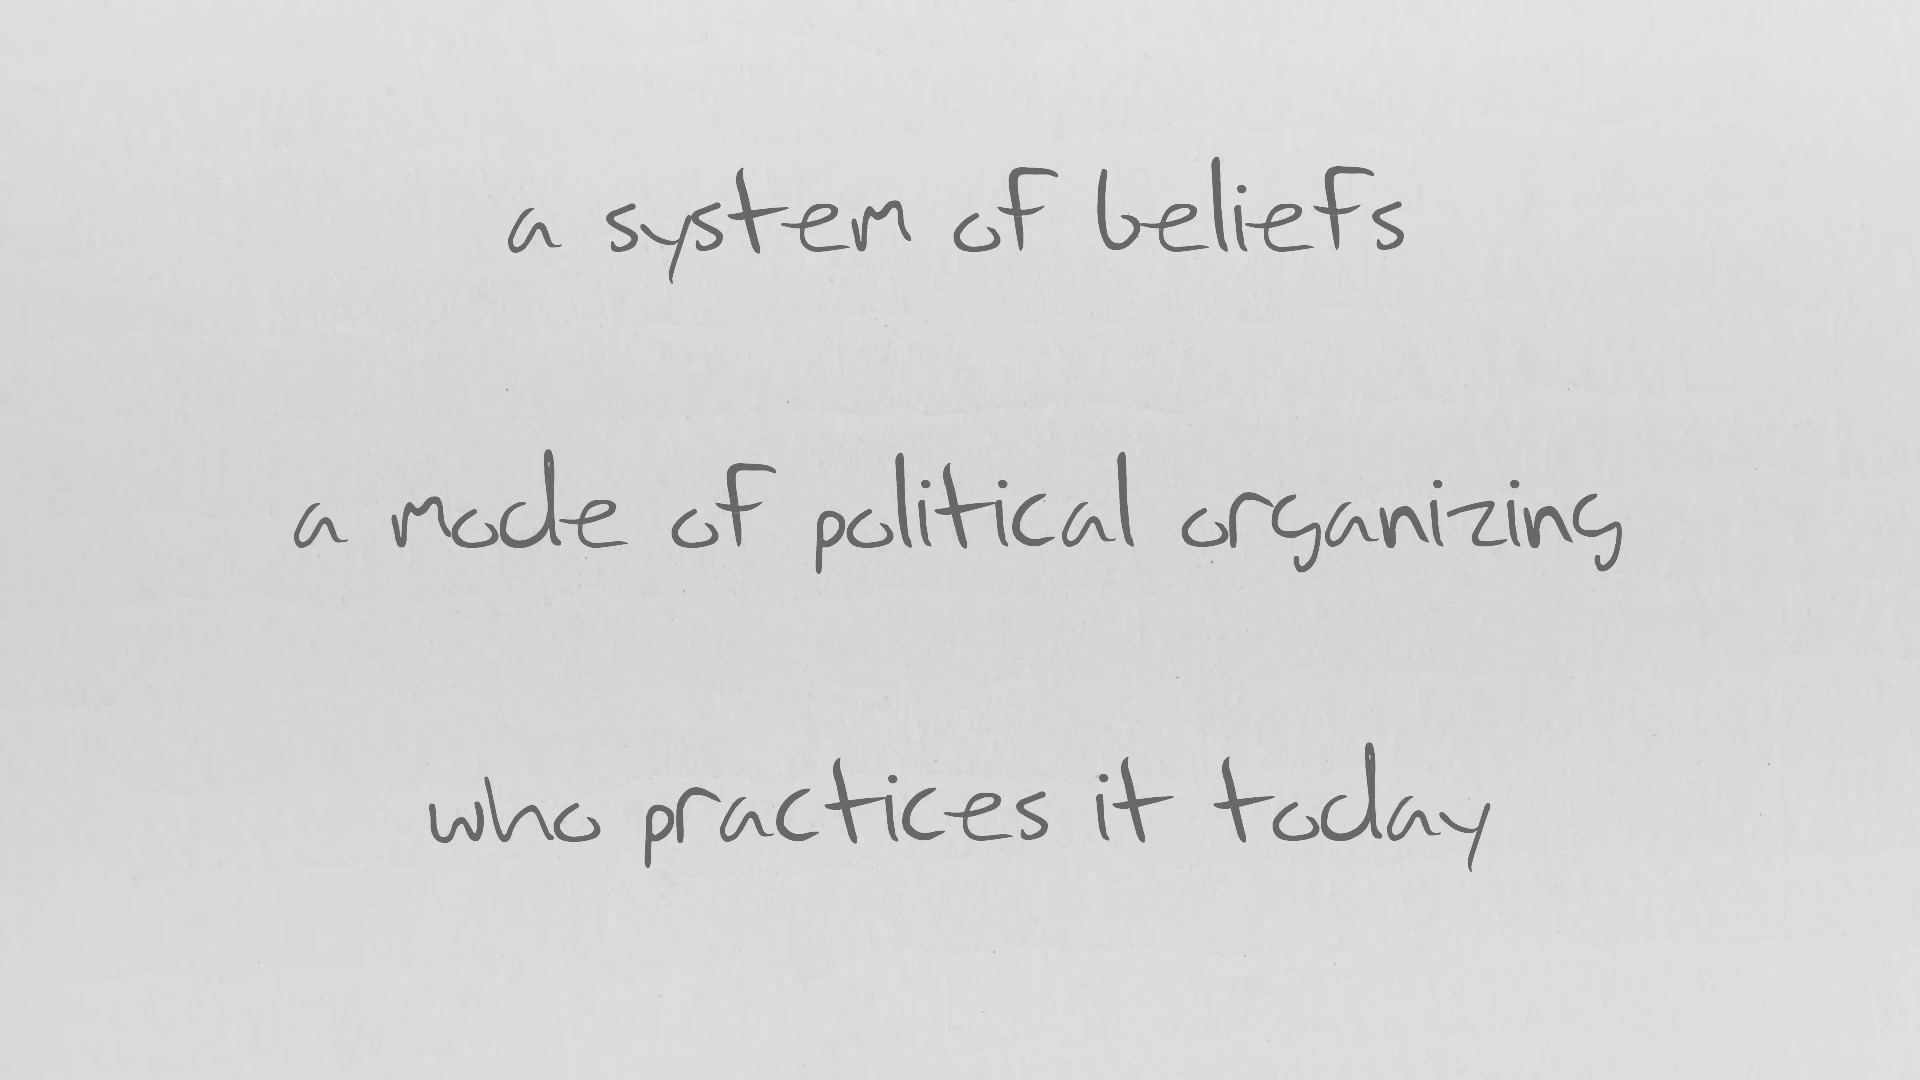 a system of beliefs
a mode of political organizing
who practices it today